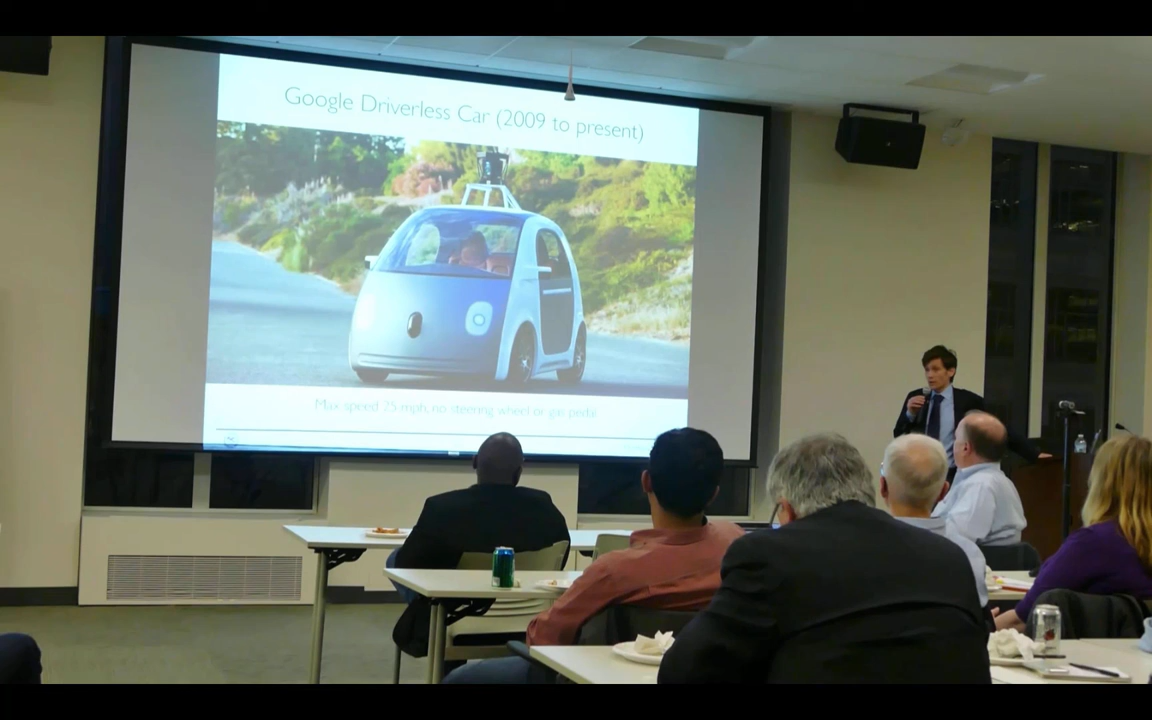 Google Driverless Car (2009 to present)
Max speed 25 mph, no steering wheel or gas pedal